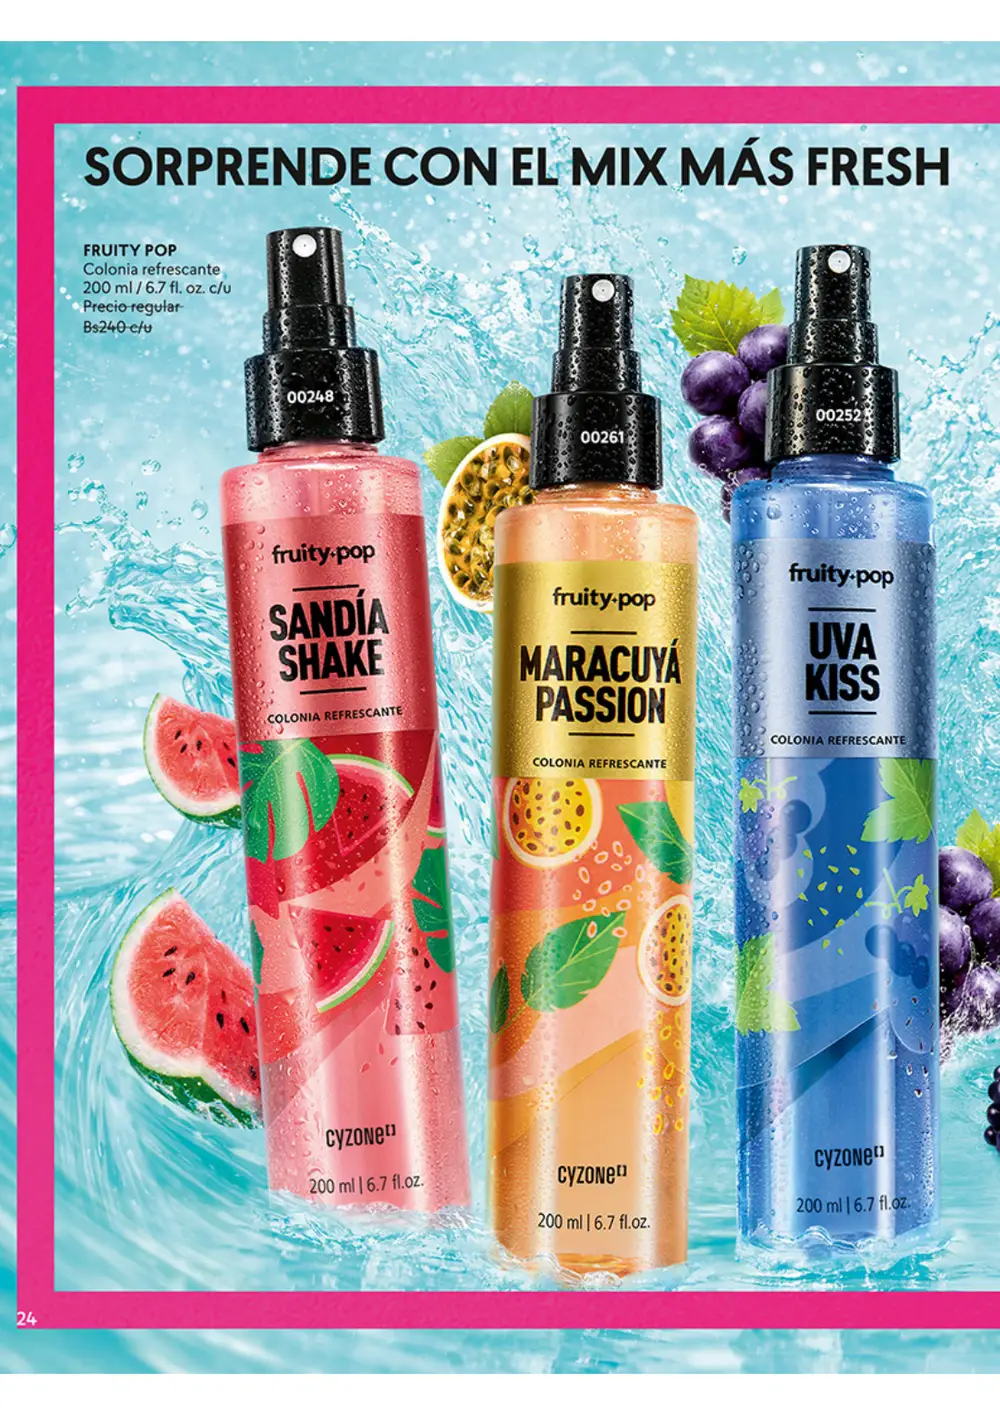 SORPRENDE CON EL MIX MÁS FRESH
FRUITY POP
Colonia refrescante
200 ml / 6.7 fl. oz. c/u
Precio regular
Bs240 c/u
00248
fruity+pop
SANDÍA
SHAKE
COLONIA REFRESCANTE
cyzone[]
200 ml | 6.7 fl.oz.
00261
fruity+pop
MARACUYÁ
PASSION
COLONIA REFRESCANTE
cyzone[]
200 ml | 6.7 fl.oz.
00252
fruity+pop
UVA
KISS
COLONIA REFRESCANTE
cyzone[]
200 ml | 6.7 fl.oz.
24